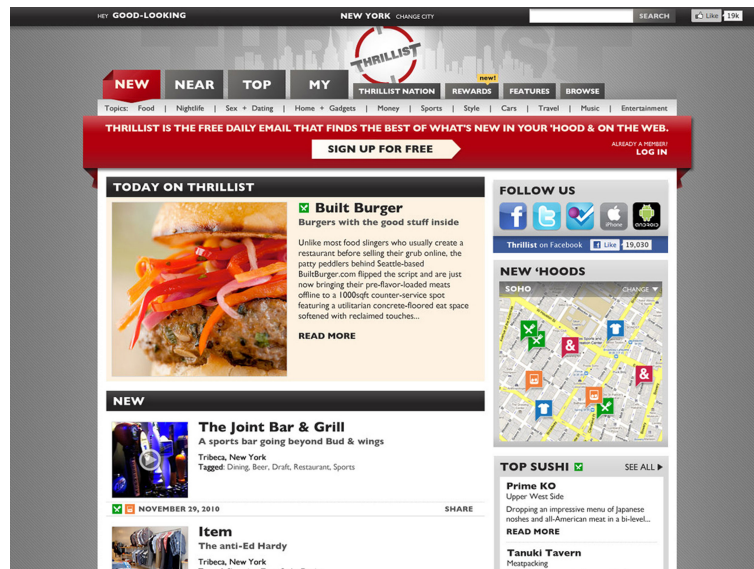 HEY GOOD-LOOKING
NEW YORK CHANGE CITY
SEARCH
Like 19k
THRILLIST
THRILLIST
NEW
NEAR
TOP
MY
THRILLIST NATION
new!
REWARDS
FEATURES
BROWSE
Topics: Food | Nightlife | Sex + Dating | Home + Gadgets | Money | Sports | Style | Cars | Travel | Music | Entertainment
THRILLIST IS THE FREE DAILY EMAIL THAT FINDS THE BEST OF WHAT'S NEW IN YOUR 'HOOD & ON THE WEB.
SIGN UP FOR FREE
ALREADY A MEMBER?
LOG IN
TODAY ON THRILLIST
Built Burger
Burgers with the good stuff inside
Unlike most food slingers who usually create a
restaurant before selling their grub online, the
patty peddlers behind Seattle-based
BuiltBurger.com flipped the script and are just
now bringing their pre-flavor-loaded meats
offline to a 1000sqft counter-service spot
featuring a utilitarian concrete-floored eat space
softened with reclaimed touches...
READ MORE
FOLLOW US
iPhone
ANDROID
Thrillist on Facebook Like 19,030
NEW 'HOODS
SOHO CHANGE
NEW
The Joint Bar & Grill
A sports bar going beyond Bud & wings
Tribeca, New York
Tagged: Dining, Beer, Draft, Restaurant, Sports
NOVEMBER 29, 2010
SHARE
Item
The anti-Ed Hardy
Tribeca, New York
TOP SUSHI SEE ALL
Prime KO
Upper West Side
Dropping an impressive menu of Japanese
noshes and all-American meat in a bi-level...
READ MORE
Tanuki Tavern
Meatpacking